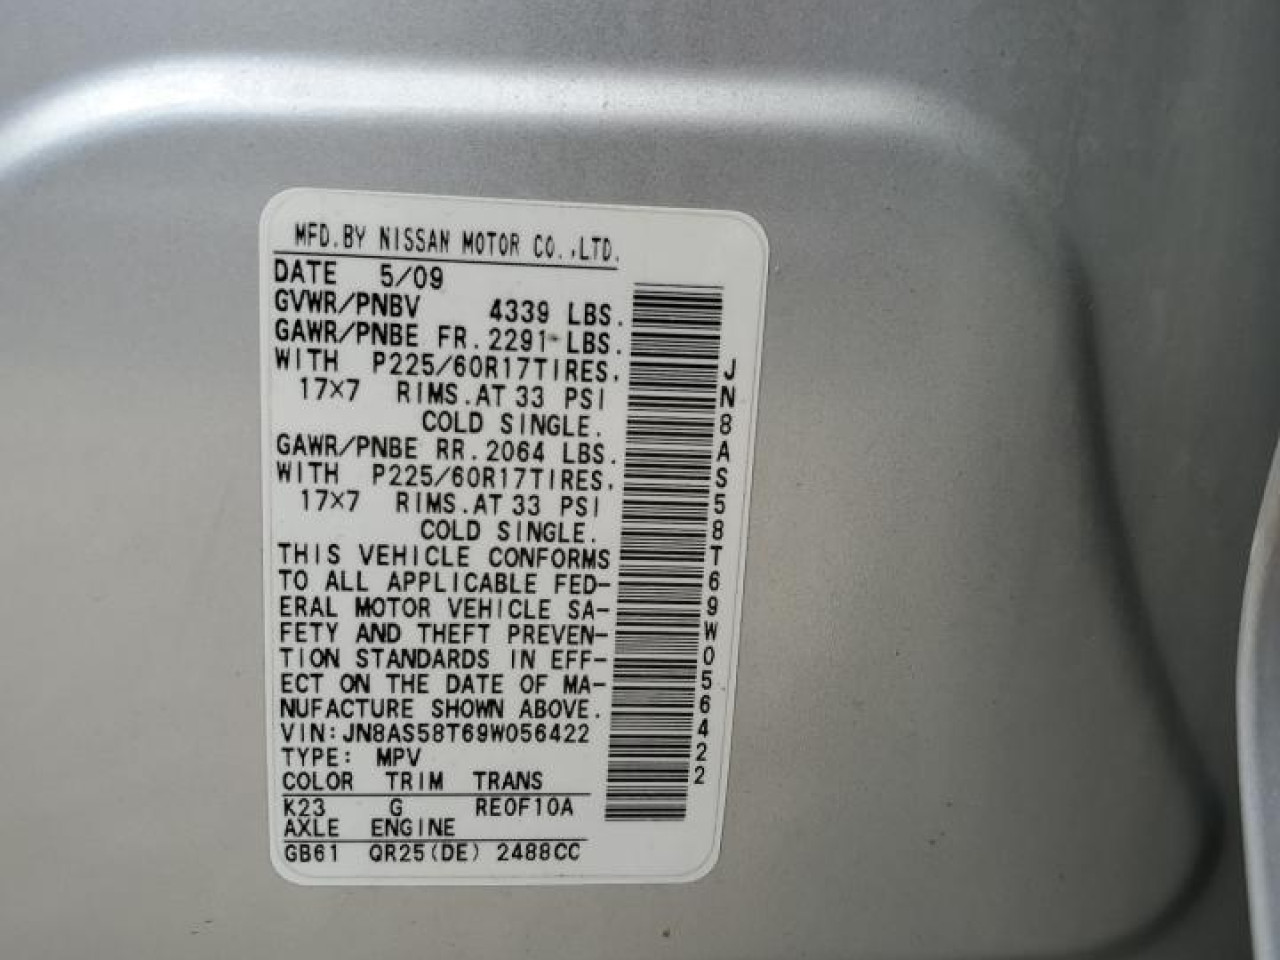 MFD.BY NISSAN MOTOR CO.,LTD.
DATE 5/09
GVWR/PNBV 4339 LBS.
GAWR/PNBE FR.2291 LBS.
WITH P225/60R17TIRES.
17×7 RIMS.AT 33 PSI
COLD SINGLE.
GAWR/PNBE RR.2064 LBS.
WITH P225/60R17TIRES.
17×7 RIMS.AT 33 PSI
COLD SINGLE.
THIS VEHICLE CONFORMS
TO ALL APPLICABLE FED-
ERAL MOTOR VEHICLE SA-
FETY AND THEFT PREVEN-
TION STANDARDS IN EFF-
ECT ON THE DATE OF MA-
NUFACTURE SHOWN ABOVE.
VIN:JN8AS58T69W056422
TYPE: MPV
COLOR TRIM TRANS
K23 G RE0F10A
AXLE ENGINE
GB61 QR25(DE) 2488CC
JN8AS58T69W056422